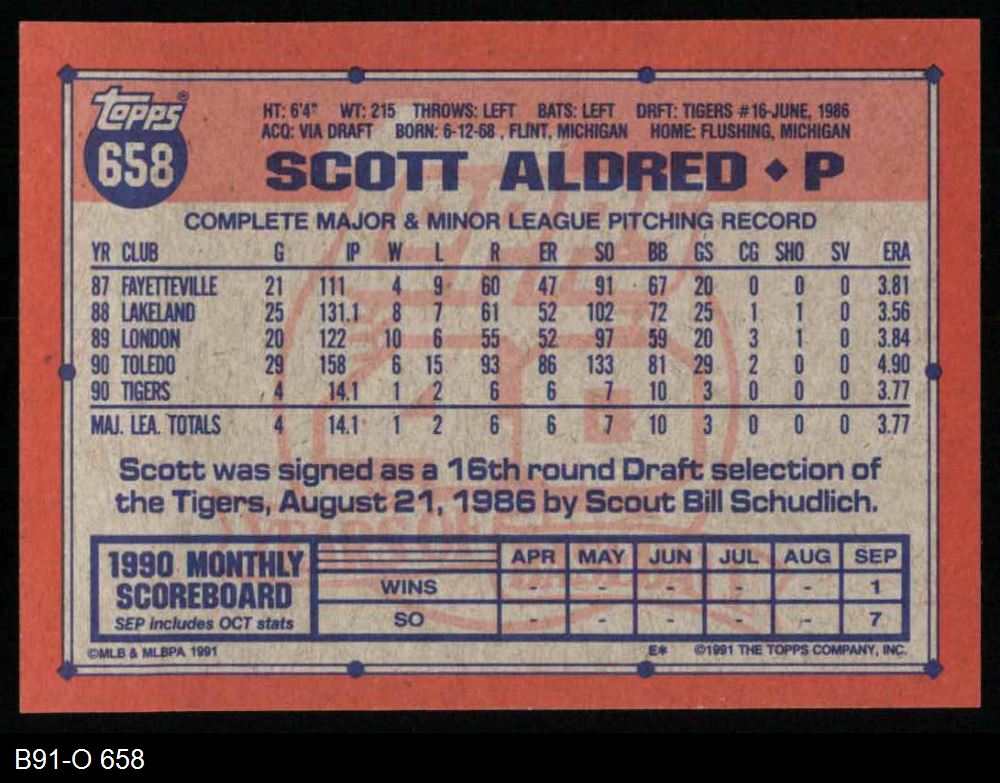 Topps®
658
HT: 6'4" WT: 215 THROWS: LEFT BATS: LEFT DRFT: TIGERS #16-JUNE, 1986
ACQ: VIA DRAFT BORN: 6-12-68 , FLINT, MICHIGAN HOME: FLUSHING, MICHIGAN
SCOTT ALDRED ♦ P
COMPLETE MAJOR & MINOR LEAGUE PITCHING RECORD
YR CLUB G IP W L R ER SO BB GS CG SHO SV ERA
87 FAYETTEVILLE 21 111 4 9 60 47 91 67 20 0 0 0 3.81
88 LAKELAND 25 131.1 8 7 61 52 102 72 25 1 1 0 3.56
89 LONDON 20 122 10 6 55 52 97 59 20 3 1 0 3.84
90 TOLEDO 29 158 6 15 93 86 133 81 29 2 0 0 4.90
90 TIGERS 4 14.1 1 2 6 6 7 10 3 0 0 0 3.77
MAJ. LEA. TOTALS 4 14.1 1 2 6 6 7 10 3 0 0 0 3.77
Scott was signed as a 16th round Draft selection of
the Tigers, August 21, 1986 by Scout Bill Schudlich.
1990 MONTHLY
SCOREBOARD
SEP includes OCT stats
APR MAY JUN JUL AUG SEP
WINS - - - - - 1
SO - - - - - 7
©MLB & MLBPA 1991 E* ©1991 THE TOPPS COMPANY, INC.
B91-O 658